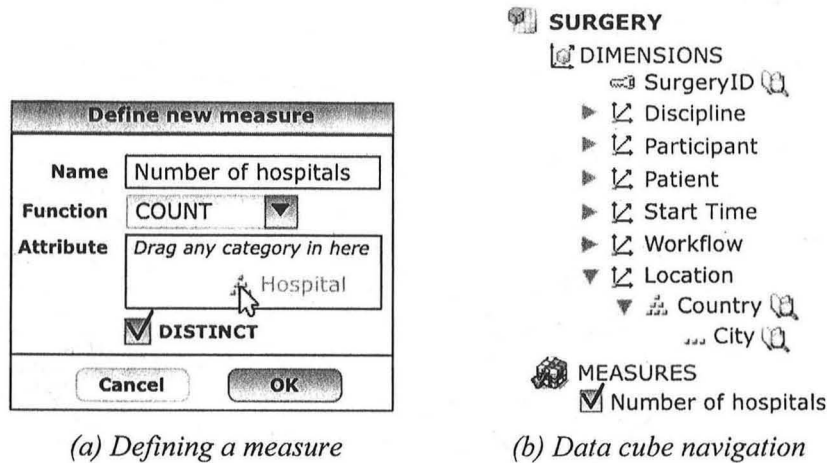 Define new measure
Name Number of hospitals
Function COUNT
Attribute Drag any category in here
Hospital
DISTINCT
Cancel OK
(a) Defining a measure
SURGERY
DIMENSIONS
SurgeryID
Discipline
Participant
Patient
Start Time
Workflow
Location
Country
City
MEASURES
Number of hospitals
(b) Data cube navigation